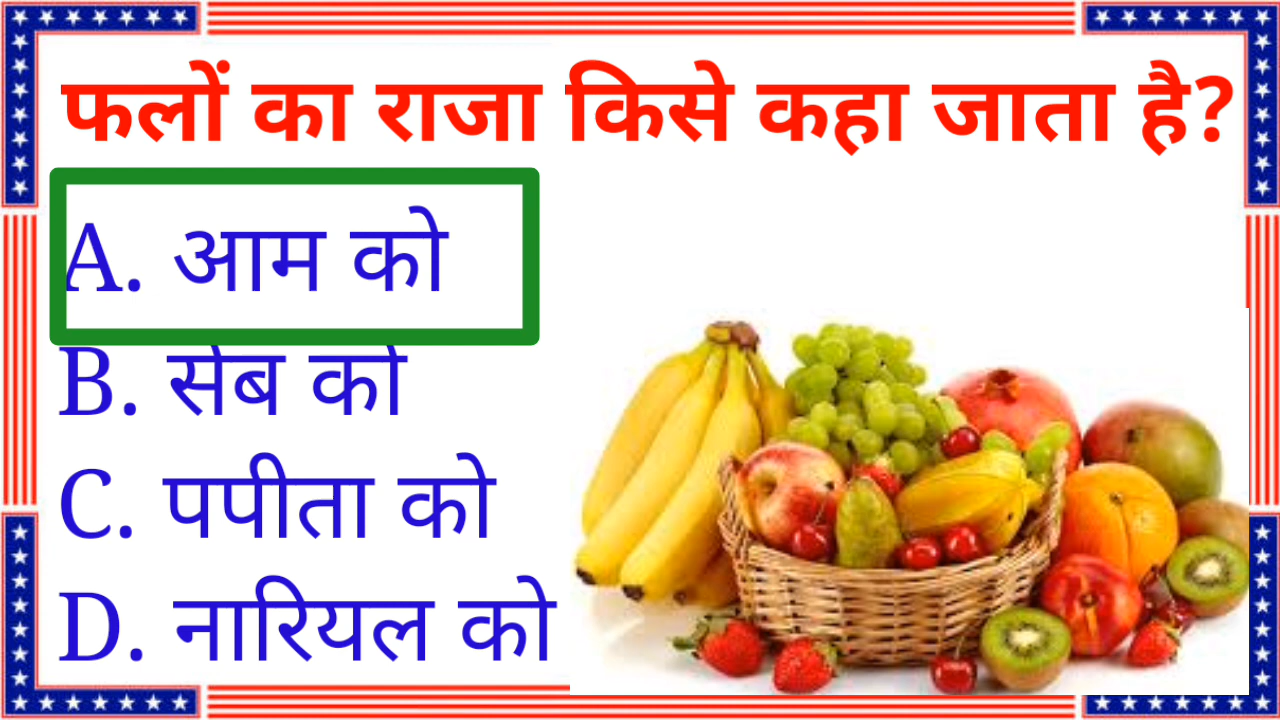 फलों का राजा किसे कहा जाता है?
A. आम को
B. सेब को
C. पपीता को
D. नारियल को